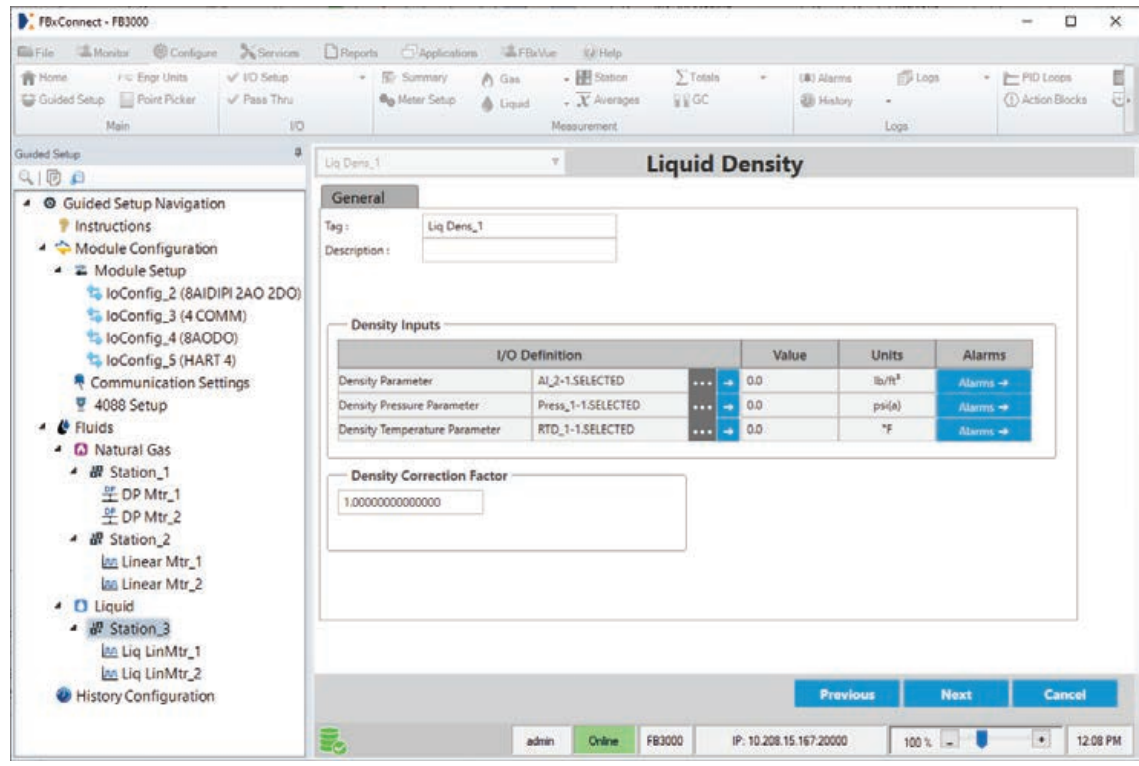 FBxConnect - FB3000
File Monitor Configure Services Reports Applications FBxVue Help
Home Engr Units I/O Setup Summary Gas Station Totals Alarms Logs PID Loops
Guided Setup Point Picker Pass Thru Meter Setup Liquid Averages GC History Action Blocks
Main I/O Measurement Logs
Guided Setup
Liq Dens_1
Liquid Density
Guided Setup Navigation
Instructions
Module Configuration
Module Setup
IoConfig_2 (8AIDIPI 2AO 2DO)
IoConfig_3 (4 COMM)
IoConfig_4 (8AODO)
IoConfig_5 (HART 4)
Communication Settings
4088 Setup
Fluids
Natural Gas
Station_1
DP Mtr_1
DP Mtr_2
Station_2
Linear Mtr_1
Linear Mtr_2
Liquid
Station_3
Liq LinMtr_1
Liq LinMtr_2
History Configuration
General
Tag : Liq Dens_1
Description :
Density Inputs
I/O Definition Value Units Alarms
Density Parameter AI_2-1.SELECTED ... 0.0 lb/ft³ Alarms →
Density Pressure Parameter Press_1-1.SELECTED ... 0.0 psi(a) Alarms →
Density Temperature Parameter RTD_1-1.SELECTED ... 0.0 °F Alarms →
Density Correction Factor
1.00000000000000
Previous Next Cancel
admin Online FB3000 IP: 10.208.15.167:20000 100 % - + 12:08 PM